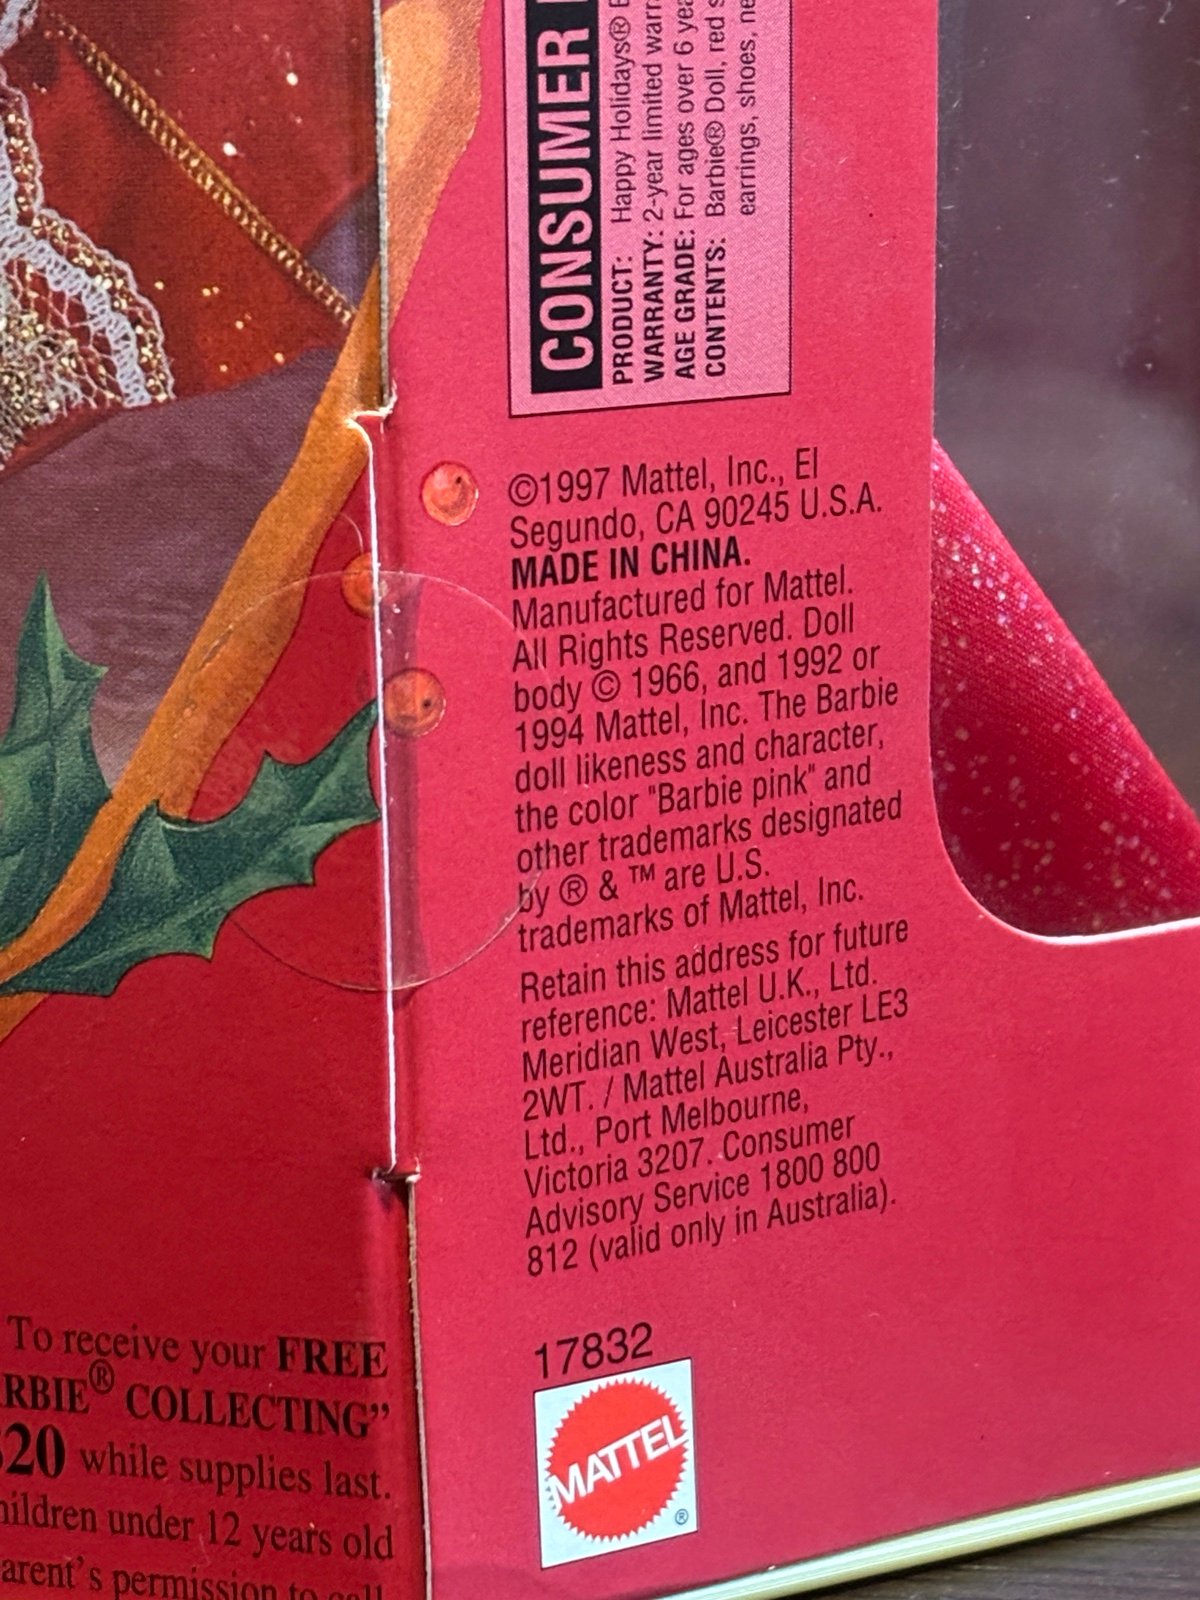 CONSUMER
PRODUCT: Happy Holidays®
WARRANTY: 2-year limited
AGE GRADE: For ages over 6
CONTENTS: Barbie® Doll, red
earrings, shoes,
©1997 Mattel, Inc., El
Segundo, CA 90245 U.S.A.
MADE IN CHINA.
Manufactured for Mattel.
All Rights Reserved. Doll
body © 1966, and 1992 or
1994 Mattel, Inc. The Barbie
doll likeness and character,
the color "Barbie pink" and
other trademarks designated
by ® & ™ are U.S.
trademarks of Mattel, Inc.
Retain this address for future
reference: Mattel U.K., Ltd.
Meridian West, Leicester LE3
2WT. / Mattel Australia Pty.,
Ltd., Port Melbourne,
Victoria 3207. Consumer
Advisory Service 1800 800
812 (valid only in Australia).
17832
MATTEL
®
To receive your FREE
COLLECTING"
while supplies last.
under 12 years old
permission to call